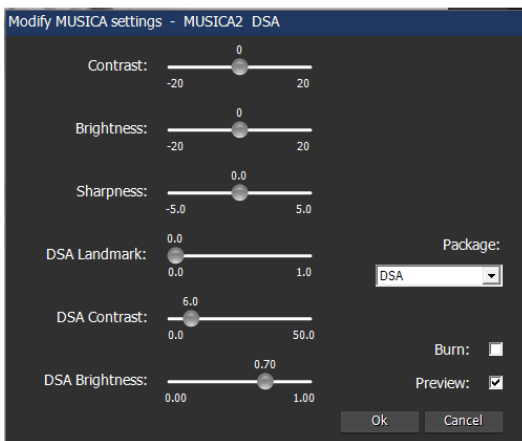 Modify MUSICA settings - MUSICA2 DSA
0
Contrast:
-20 20
0
Brightness:
-20 20
0.0
Sharpness:
-5.0 5.0
0.0
DSA Landmark:
0.0 1.0
Package:
DSA
6.0
DSA Contrast:
0.0 50.0
Burn:
0.70
DSA Brightness:
0.00 1.00
Preview:
Ok Cancel